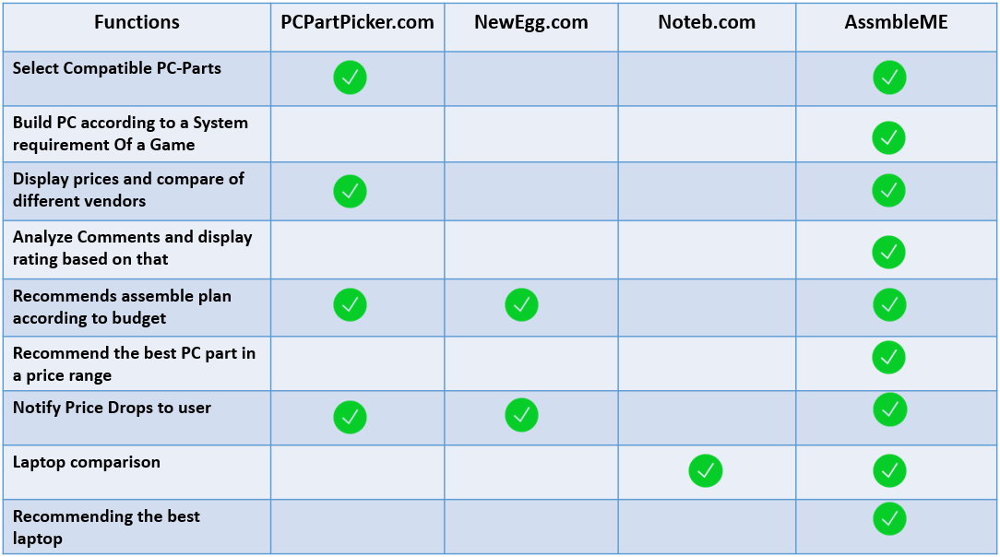 Functions
PCPartPicker.com
NewEgg.com
Noteb.com
AssmbleME
Select Compatible PC-Parts
Build PC according to a System
requirement Of a Game
Display prices and compare of
different vendors
Analyze Comments and display
rating based on that
Recommends assemble plan
according to budget
Recommend the best PC part in
a price range
Notify Price Drops to user
Laptop comparison
Recommending the best
laptop